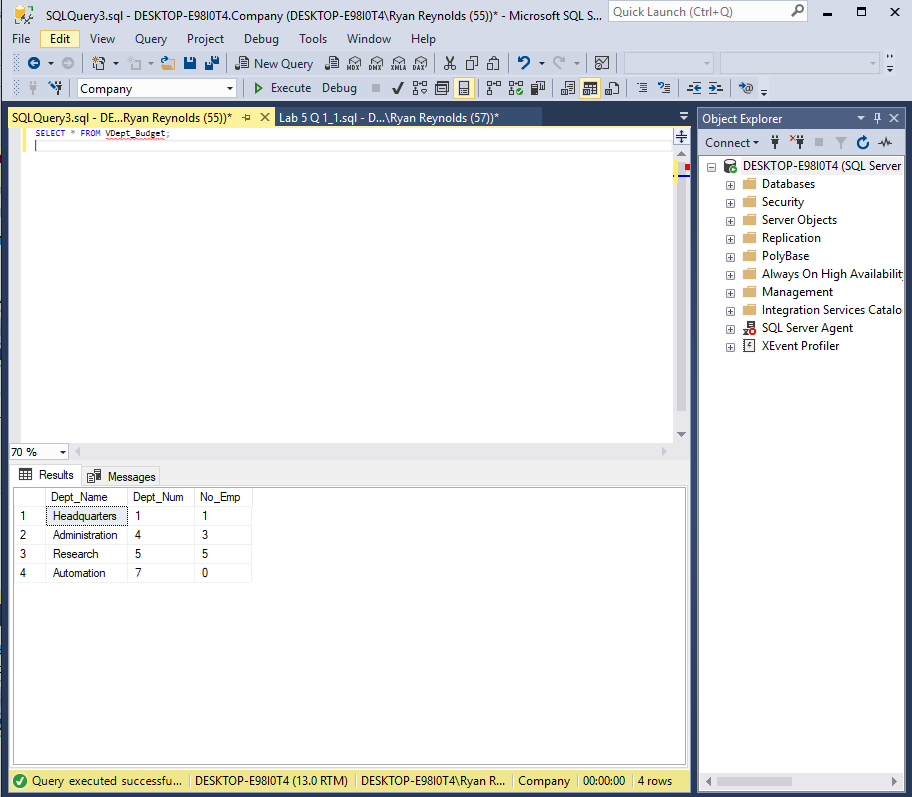 SQLQuery3.sql - DESKTOP-E98I0T4.Company (DESKTOP-E98I0T4\Ryan Reynolds (55))* - Microsoft SQL S...
Quick Launch (Ctrl+Q)
File Edit View Query Project Debug Tools Window Help
New Query MDX DMX XMLA DAX
Company Execute Debug
SQLQuery3.sql - DE...Ryan Reynolds (55))* Lab 5 Q 1_1.sql - D...\Ryan Reynolds (57))*
SELECT * FROM VDept_Budget;
70 %
Results Messages
Dept_Name Dept_Num No_Emp
1 Headquarters 1 1
2 Administration 4 3
3 Research 5 5
4 Automation 7 0
Query executed successfu... DESKTOP-E98I0T4 (13.0 RTM) DESKTOP-E98I0T4\Ryan R... Company 00:00:00 4 rows
Object Explorer
Connect
DESKTOP-E98I0T4 (SQL Server
Databases
Security
Server Objects
Replication
PolyBase
Always On High Availability
Management
Integration Services Catalo
SQL Server Agent
XEvent Profiler